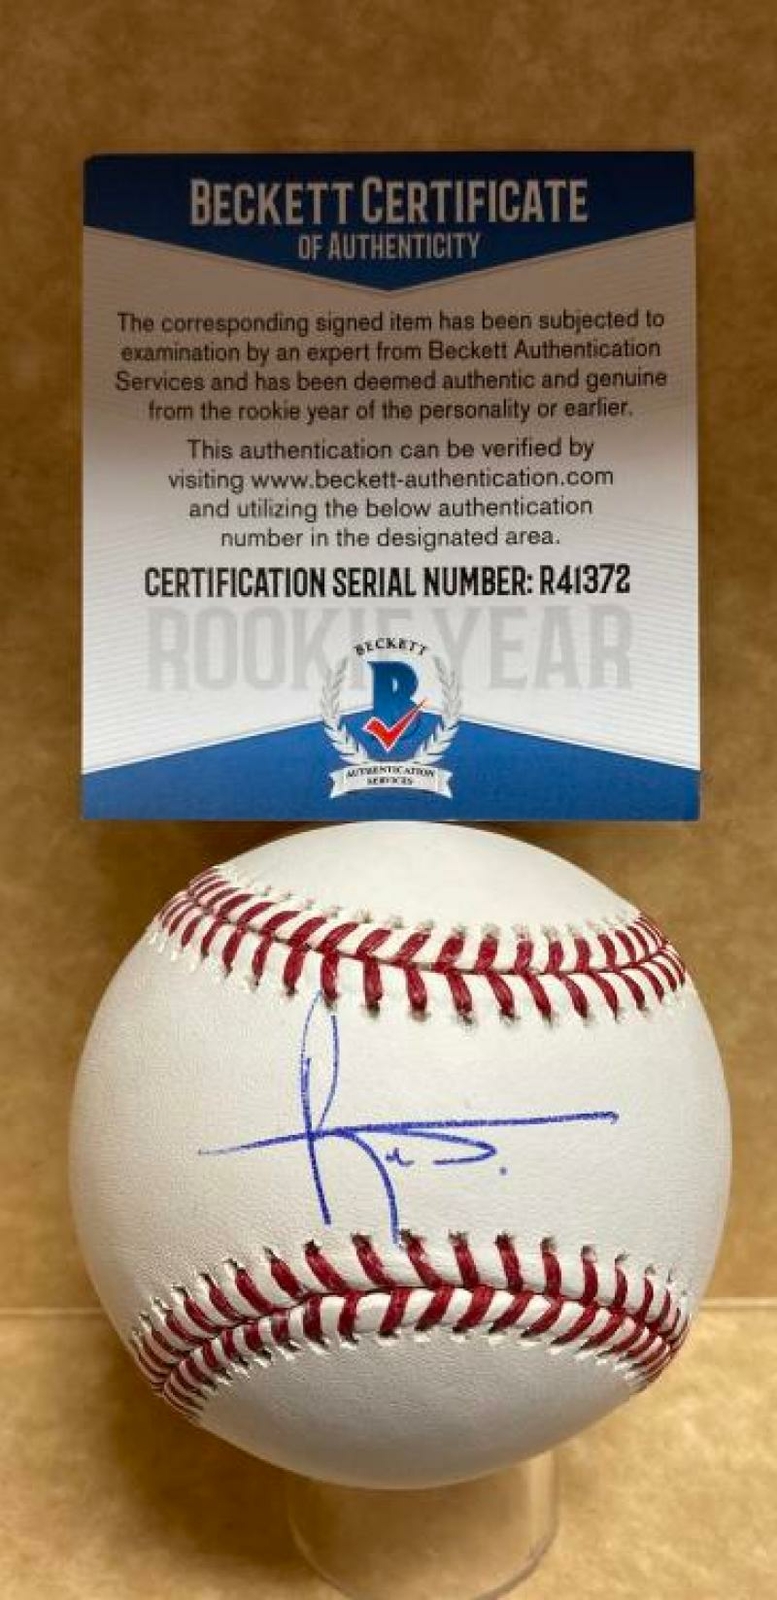 BECKETT CERTIFICATE
OF AUTHENTICITY
The corresponding signed item has been subjected to
examination by an expert from Beckett Authentication
Services and has been deemed authentic and genuine
from the rookie year of the personality or earlier.
This authentication can be verified by
visiting www.beckett-authentication.com
and utilizing the below authentication
number in the designated area.
CERTIFICATION SERIAL NUMBER: R41372
ROOKIE YEAR
BECKETT
B
AUTHENTICATION
SERVICES